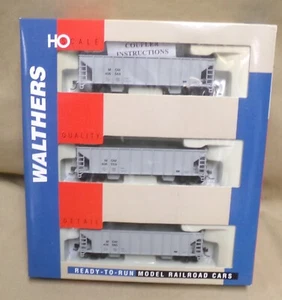 HO SCALE
COUPLER
INSTRUCTIONS
WALTHERS
QUALITY
DETAIL
READY-TO-RUN MODEL RAILROAD CARS